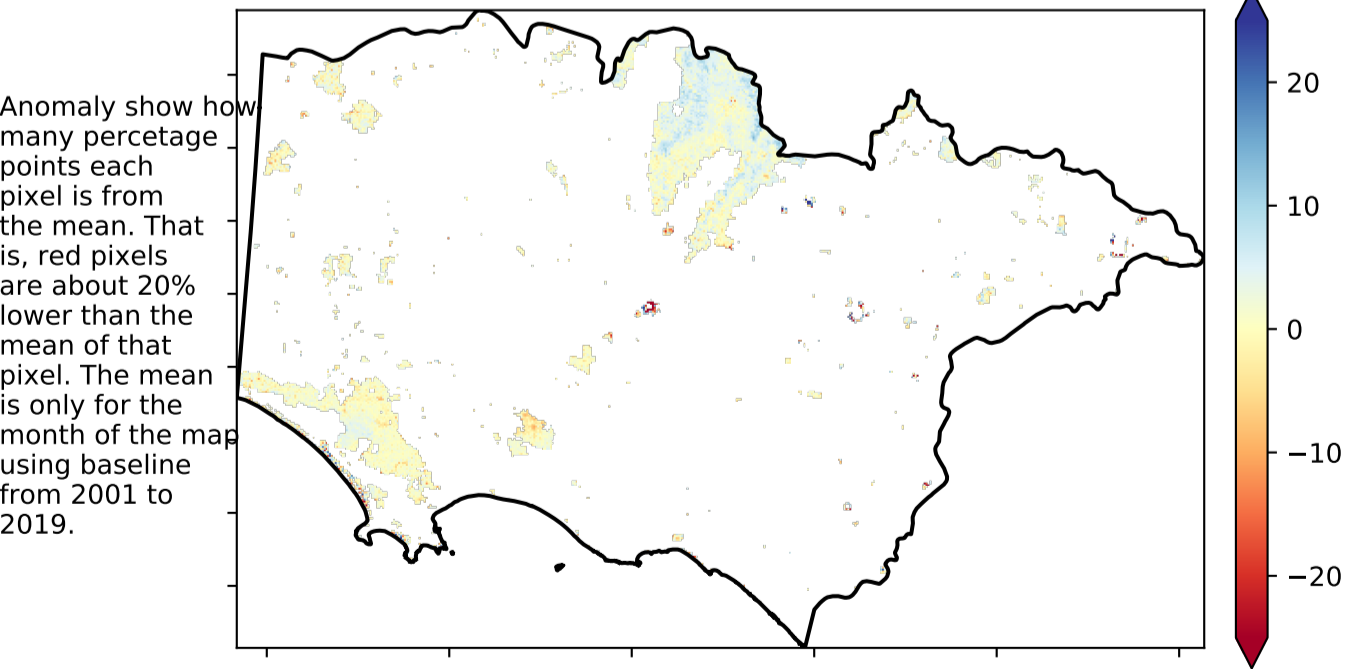 Anomaly show how
many percetage
points each
pixel is from
the mean. That
is, red pixels
are about 20%
lower than the
mean of that
pixel. The mean
is only for the
month of the map
using baseline
from 2001 to
2019.
20
10
0
−10
−20